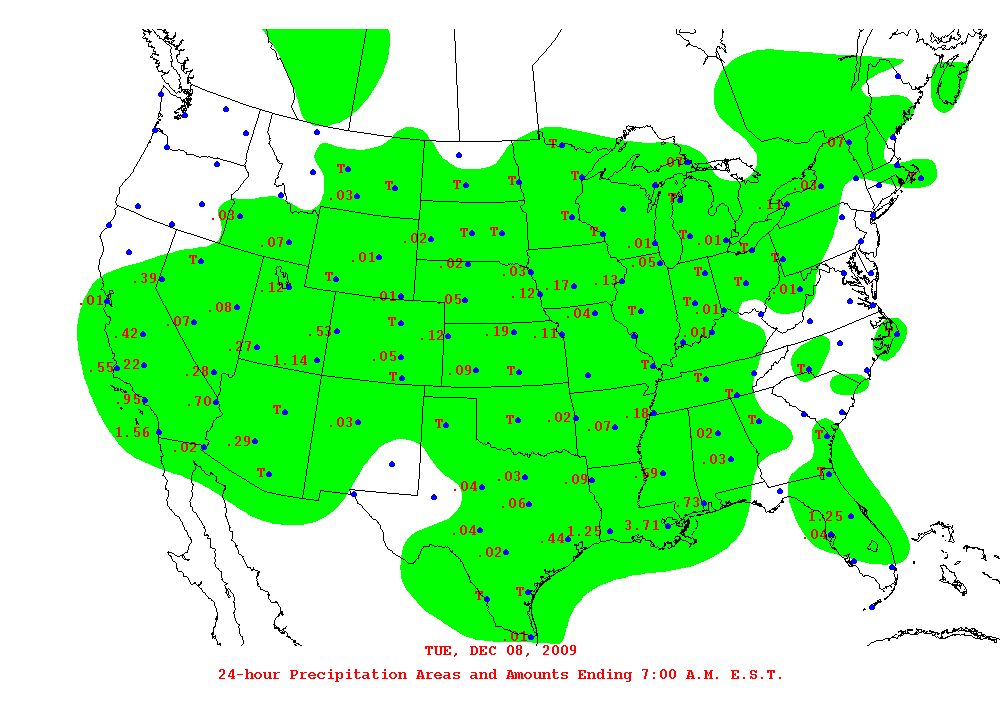 .07
T
.01
T .03 T T T T T .03 .11
.03 T T
.07 .02 T T T .01 T .01 T
T .01 .02 .03 .05 T T
.39 .12 T .17 .13 T .01
.01 .08 .01 .05 .12 T .01
.07 .04 T
.42 .53 T .12 .19 .11 .01 T
.27
.55 .22 1.14 .05 T
.28 T .09 T T T
.95 .70 T T
T .18
1.56 .03 T T .02 .07 T
.02 .29 .02 T
T .04 .03 .09 .59 .03 T
.06 .73
.04 .44 1.25 3.71 1.25
.02 .04
T T
.01
TUE, DEC 08, 2009
24-hour Precipitation Areas and Amounts Ending 7:00 A.M. E.S.T.